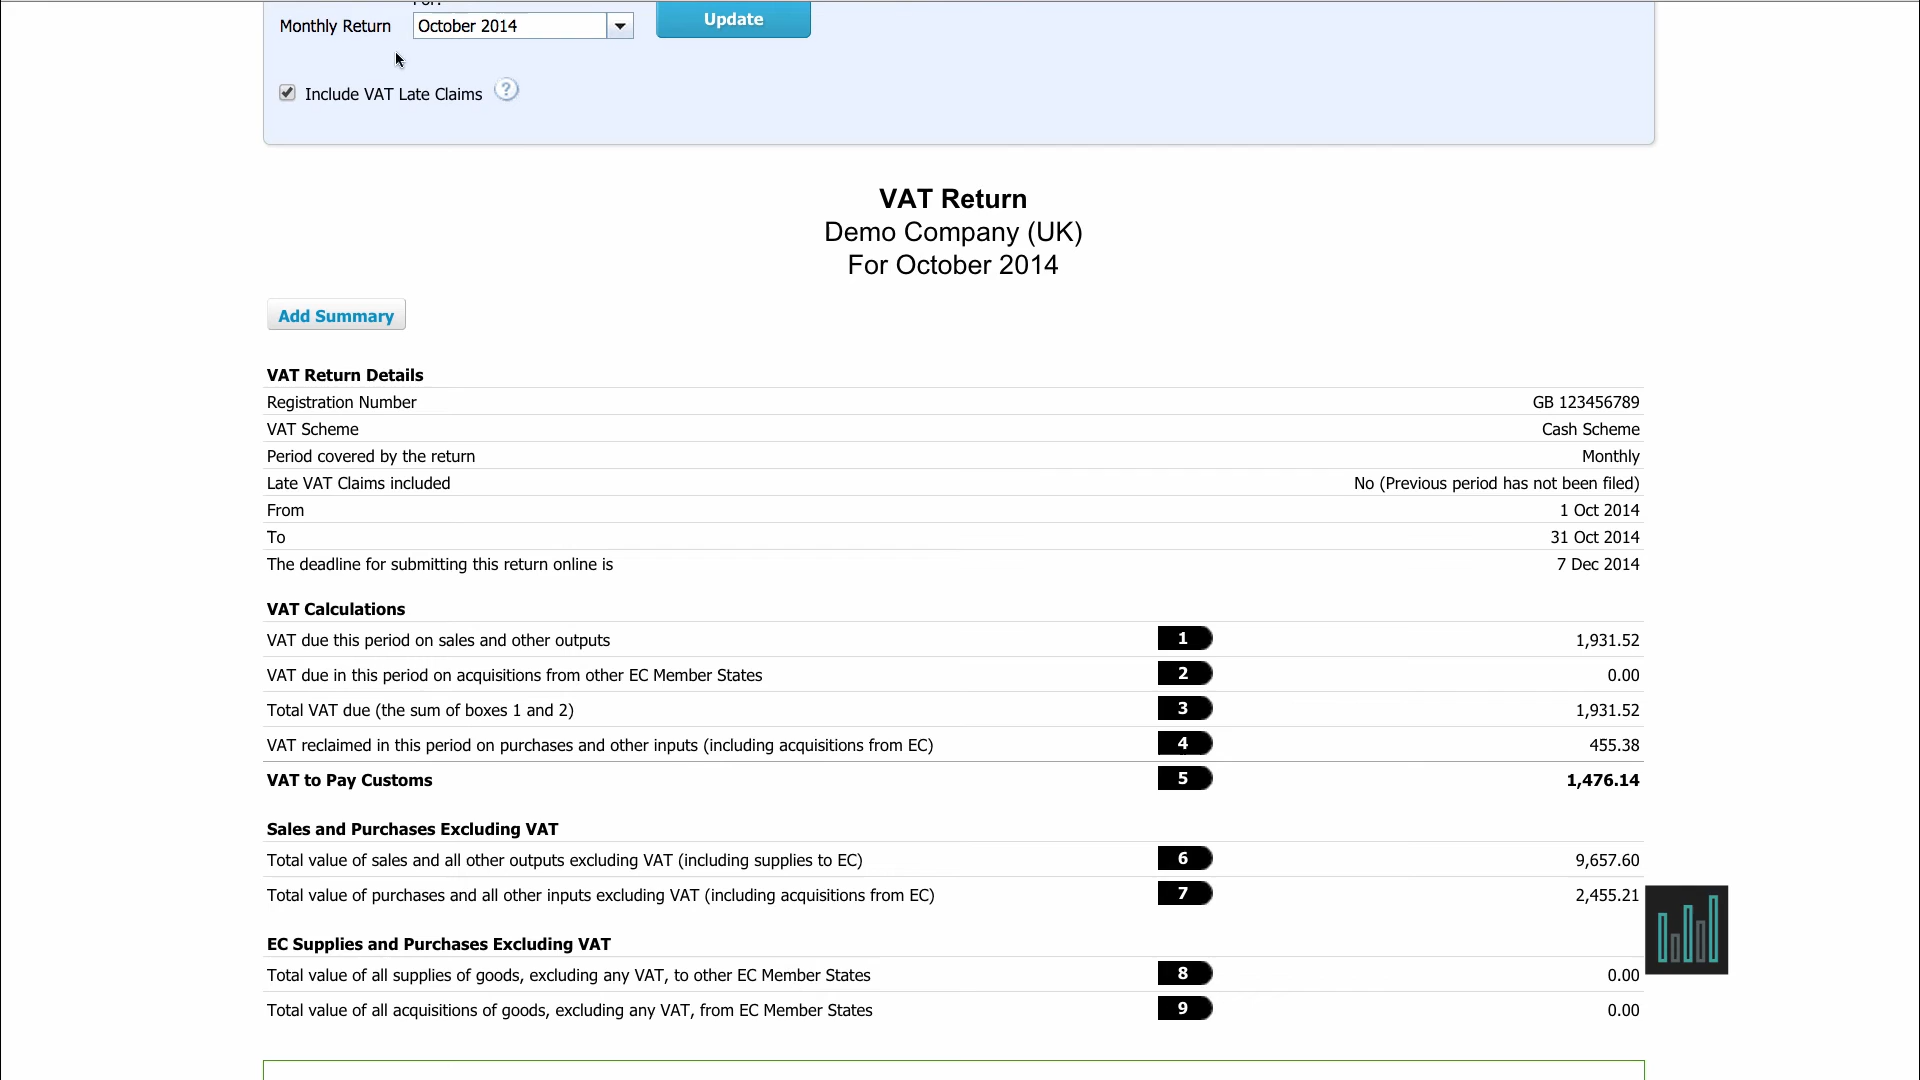 For:
Monthly Return October 2014 Update
Include VAT Late Claims ?
VAT Return
Demo Company (UK)
For October 2014
Add Summary
VAT Return Details
Registration Number GB 123456789
VAT Scheme Cash Scheme
Period covered by the return Monthly
Late VAT Claims included No (Previous period has not been filed)
From 1 Oct 2014
To 31 Oct 2014
The deadline for submitting this return online is 7 Dec 2014
VAT Calculations
VAT due this period on sales and other outputs 1 1,931.52
VAT due in this period on acquisitions from other EC Member States 2 0.00
Total VAT due (the sum of boxes 1 and 2) 3 1,931.52
VAT reclaimed in this period on purchases and other inputs (including acquisitions from EC) 4 455.38
VAT to Pay Customs 5 1,476.14
Sales and Purchases Excluding VAT
Total value of sales and all other outputs excluding VAT (including supplies to EC) 6 9,657.60
Total value of purchases and all other inputs excluding VAT (including acquisitions from EC) 7 2,455.21
EC Supplies and Purchases Excluding VAT
Total value of all supplies of goods, excluding any VAT, to other EC Member States 8 0.00
Total value of all acquisitions of goods, excluding any VAT, from EC Member States 9 0.00